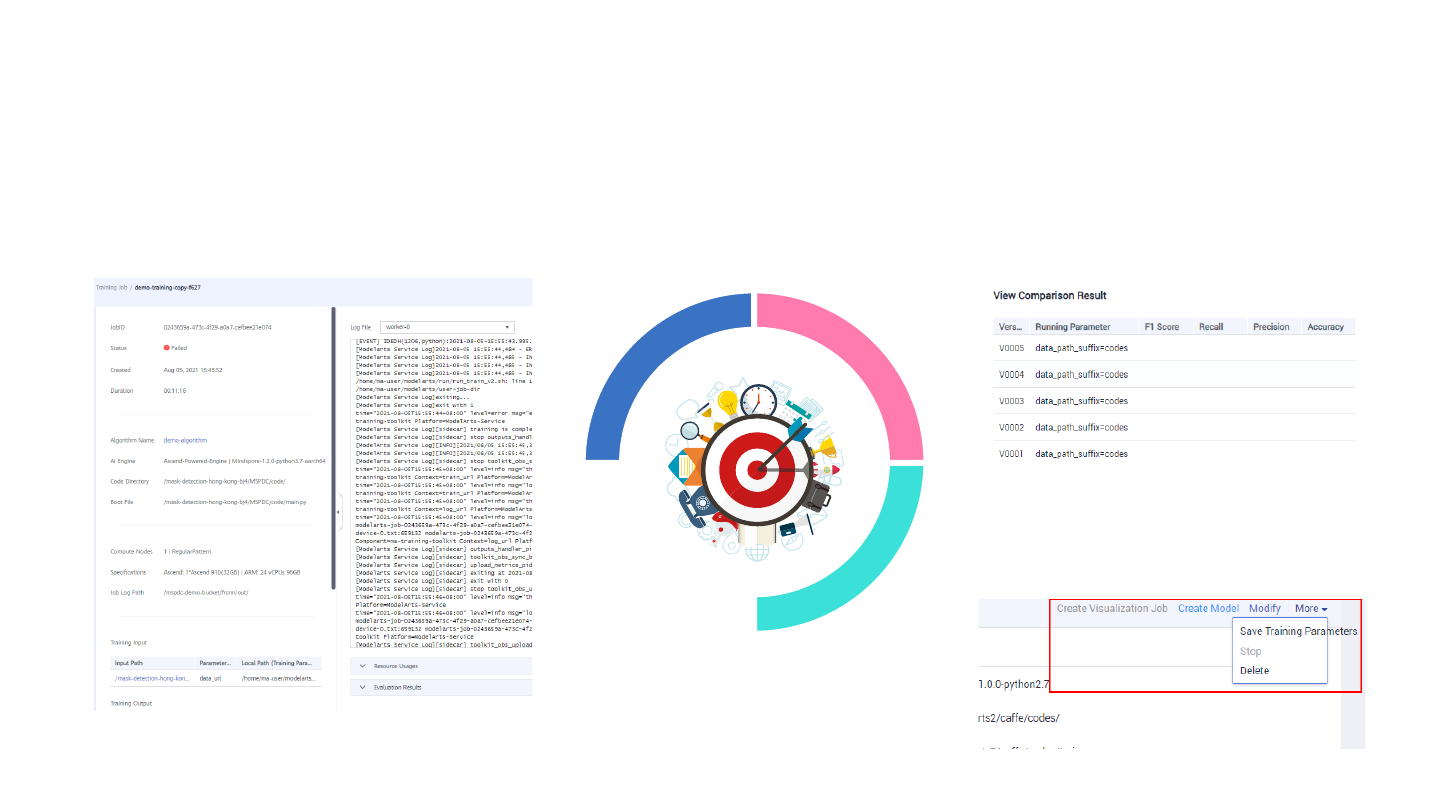 Training Job / demo-training-copy-ff627
JobID 0243659a-473c-4f29-a0a7-cefbee21e074
Status Failed
Created Aug 05, 2021 15:43:52
Duration 00:11:16
Algorithm Name demo-algorithm
AI Engine Ascend-Powered-Engine | Mindspore-1.2.0-python3.7-aarch64
Code Directory /mask-detection-hong-kong-bj4/MSPDC/code/
Boot File /mask-detection-hong-kong-bj4/MSPDC/code/main.py
Compute Nodes 1 | RegularPattern
Specifications Ascend: 1*Ascend 910(32GB) | ARM: 24 vCPUs 96GB
Job Log Path /mspdc-demo-bucket/fromn/out/
Training Input
Input Path Parameter... Local Path (Training Para...
/mask-detection-hong-kon... data_url /home/ma-user/modelarts...
Training Output
Log File worker-0
[EVENT] IDEDH(1206,python):2021-08-05-15:55:43.995.
[ModelArts Service Log]2021-08-05 15:55:44,484 - ER
[ModelArts Service Log]2021-08-05 15:55:44,485 - IN
[ModelArts Service Log]2021-08-05 15:55:44,486 - IN
[ModelArts Service Log]2021-08-05 15:55:44,486 - IN
/home/ma-user/modelarts/run/run_train_v2.sh: line 1
/home/ma-user/modelarts/user-job-dir
[ModelArts Service Log]exiting...
[ModelArts Service Log]exit with 1
time="2021-08-05T15:55:44+08:00" level=error msg="e
training-toolkit Platform=ModelArts-Service
[ModelArts Service Log][sidecar] training is comple
[ModelArts Service Log][sidecar] stop outputs_handl
[ModelArts Service Log][INFO][2021/08/05 15:55:45,2
[ModelArts Service Log][INFO][2021/08/05 15:55:45,2
[ModelArts Service Log][sidecar] stop toolkit_obs_s
time="2021-08-05T15:55:45+08:00" level=info msg="th
training-toolkit Context=train_url Platform=ModelAr
time="2021-08-05T15:55:45+08:00" level=info msg="lo
training-toolkit Context=train_url Platform=ModelAr
time="2021-08-05T15:55:45+08:00" level=info msg="th
training-toolkit Context=log_url Platform=ModelArts
time="2021-08-05T15:55:45+08:00" level=info msg="lo
modelarts-job-0243659a-473c-4f29-a0a7-cefbee21e074-
device-0.txt:659132 modelarts-job-0243659a-473c-4f2
Component=ma-training-toolkit Context=log_url Platf
[ModelArts Service Log][sidecar] outputs_handler_pi
[ModelArts Service Log][sidecar] toolkit_obs_sync_b
[ModelArts Service Log][sidecar] upload_metrics_pid
[ModelArts Service Log][sidecar] exiting at 2021-08
[ModelArts Service Log][sidecar] exit with 0
[ModelArts Service Log][sidecar] stop toolkit_obs_u
time="2021-08-05T15:55:46+08:00" level=info msg="th
Platform=ModelArts-Service
time="2021-08-05T15:55:46+08:00" level=info msg="lo
modelarts-job-0243659a-473c-4f29-a0a7-cefbee21e074-
device-0.txt:659132 modelarts-job-0243659a-473c-4f2
toolkit Platform=ModelArts-Service
[ModelArts Service Log][sidecar] toolkit_obs_upload
Resource Usages
Evaluation Results
View Comparison Result
Vers... Running Parameter F1 Score Recall Precision Accuracy
V0005 data_path_suffix=codes
V0004 data_path_suffix=codes
V0003 data_path_suffix=codes
V0002 data_path_suffix=codes
V0001 data_path_suffix=codes
Create Visualization Job Create Model Modify More
Save Training Parameters
Stop
Delete
1.0.0-python2.7
rts2/caffe/codes/